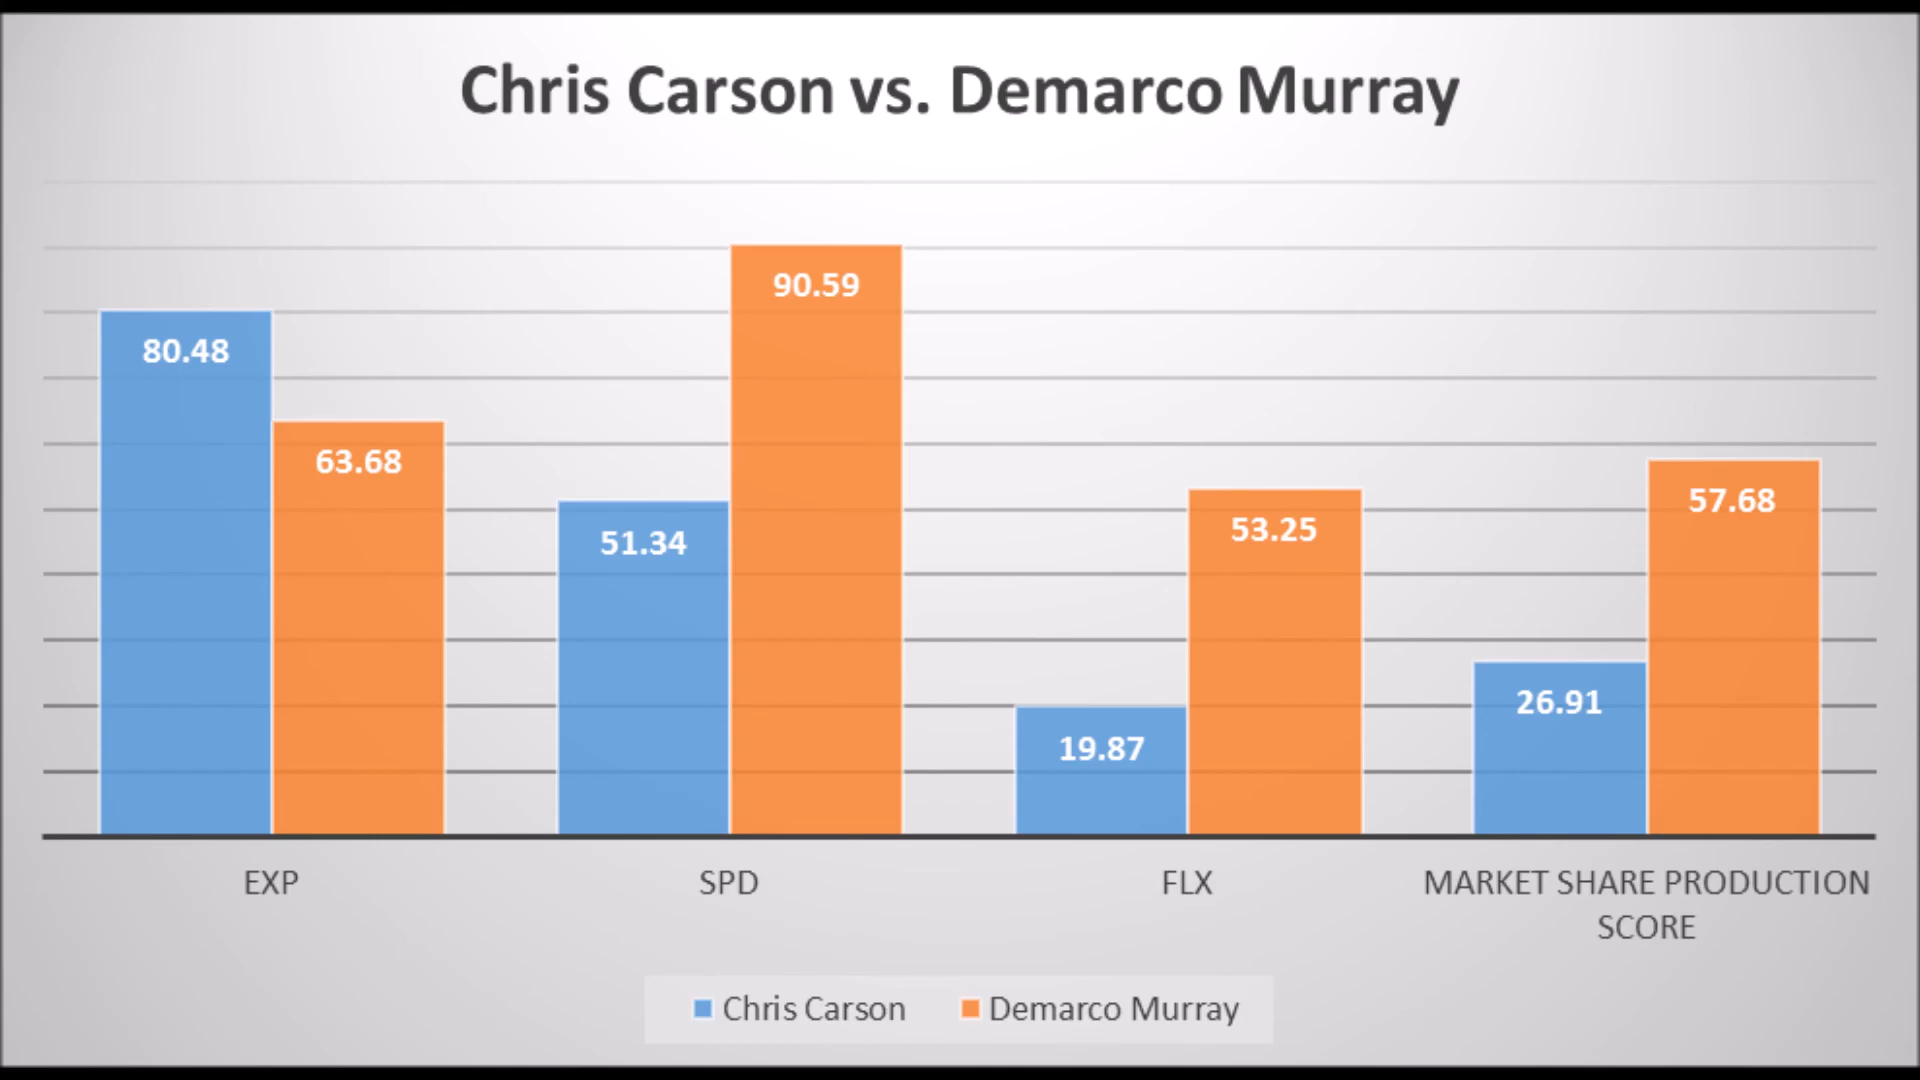 Chris Carson vs. Demarco Murray
90.59
80.48
63.68
57.68
53.25
51.34
26.91
19.87
EXP
SPD
FLX
MARKET SHARE PRODUCTION
SCORE
Chris Carson
Demarco Murray